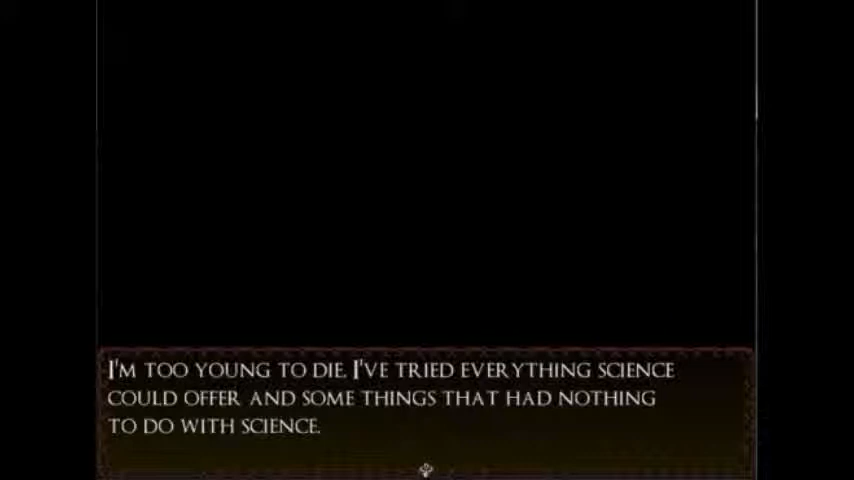 I'm too young to die. I've tried everything science
could offer and some things that had nothing
to do with science.